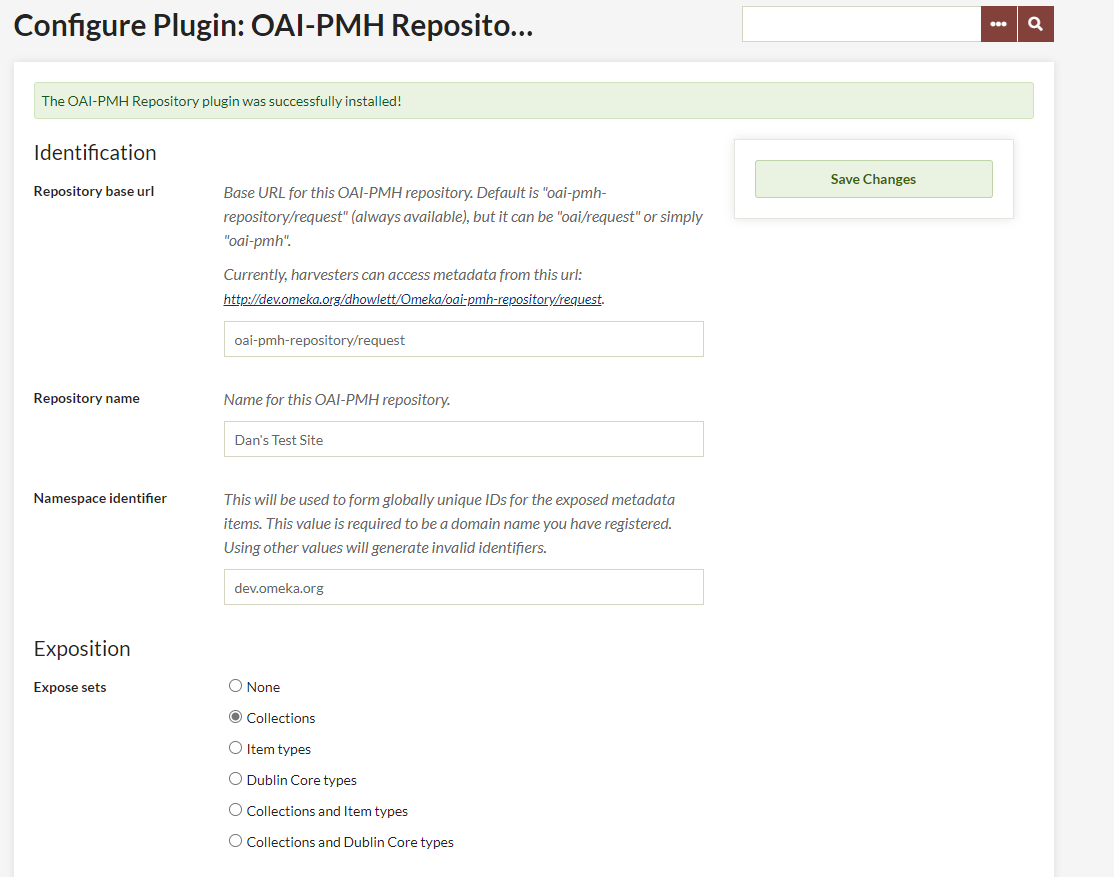 Configure Plugin: OAI-PMH Reposito...
The OAI-PMH Repository plugin was successfully installed!
Identification
Save Changes
Repository base url
Base URL for this OAI-PMH repository. Default is "oai-pmh-
repository/request" (always available), but it can be "oai/request" or simply
"oai-pmh".
Currently, harvesters can access metadata from this url:
http://dev.omeka.org/dhowlett/Omeka/oai-pmh-repository/request.
oai-pmh-repository/request
Repository name
Name for this OAI-PMH repository.
Dan's Test Site
Namespace identifier
This will be used to form globally unique IDs for the exposed metadata
items. This value is required to be a domain name you have registered.
Using other values will generate invalid identifiers.
dev.omeka.org
Exposition
Expose sets
None
Collections
Item types
Dublin Core types
Collections and Item types
Collections and Dublin Core types